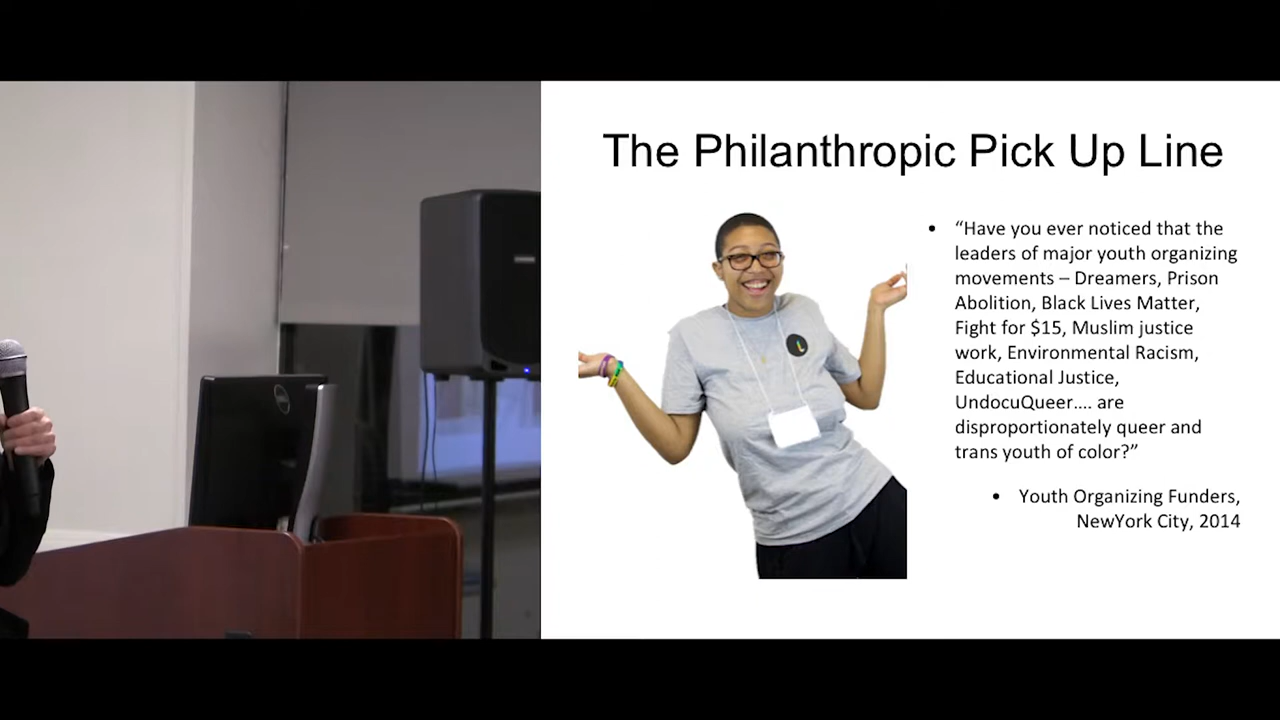 The Philanthropic Pick Up Line
• “Have you ever noticed that the
leaders of major youth organizing
movements – Dreamers, Prison
Abolition, Black Lives Matter,
Fight for $15, Muslim justice
work, Environmental Racism,
Educational Justice,
UndocuQueer.... are
disproportionately queer and
trans youth of color?”
• Youth Organizing Funders,
NewYork City, 2014